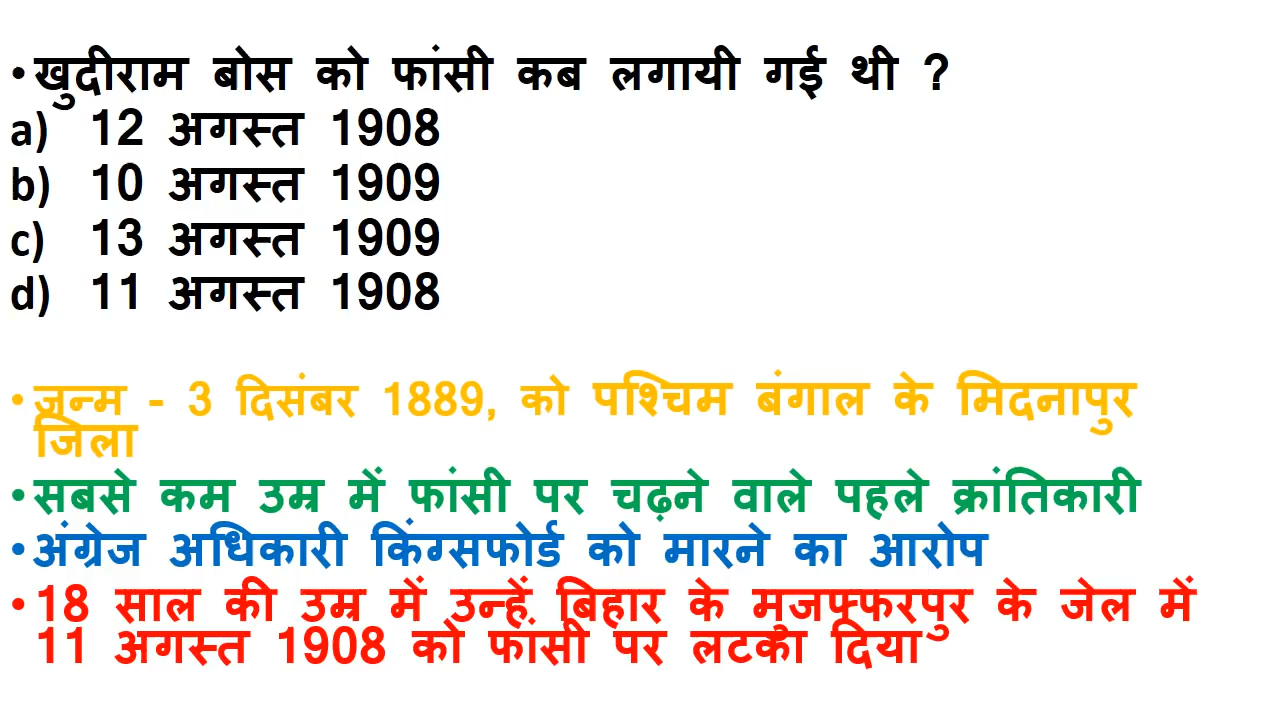 • खुदीराम बोस को फांसी कब लगायी गई थी ?
a) 12 अगस्त 1908
b) 10 अगस्त 1909
c) 13 अगस्त 1909
d) 11 अगस्त 1908
• जन्म - 3 दिसंबर 1889, को पश्चिम बंगाल के मिदनापुर
जिला
• सबसे कम उम्र में फांसी पर चढ़ने वाले पहले क्रांतिकारी
• अंग्रेज अधिकारी किंग्सफोर्ड को मारने का आरोप
• 18 साल की उम्र में उन्हें बिहार के मुजफ्फरपुर के जेल में
11 अगस्त 1908 को फांसी पर लटका दिया